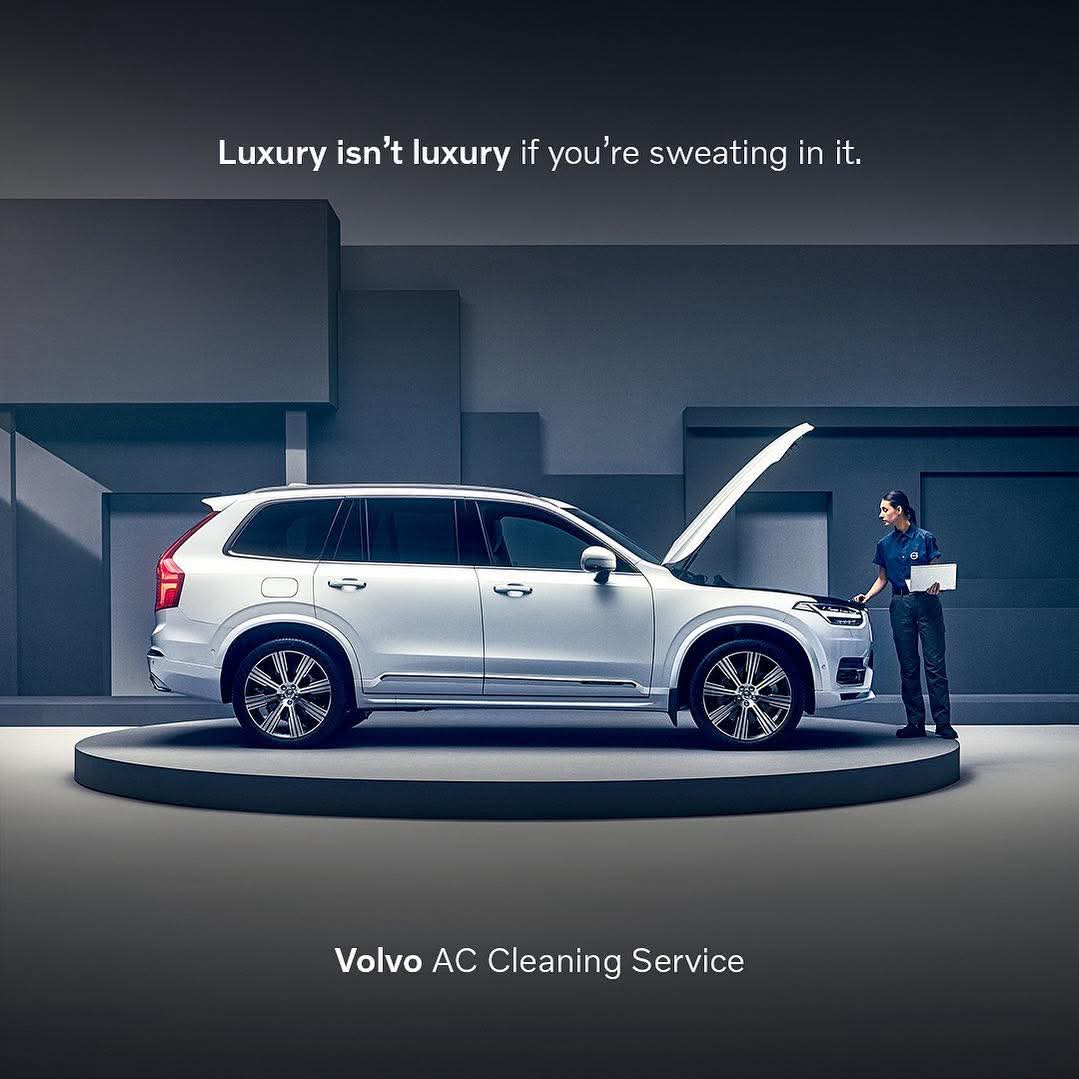 Luxury isn’t luxury if you’re sweating in it.
Volvo AC Cleaning Service